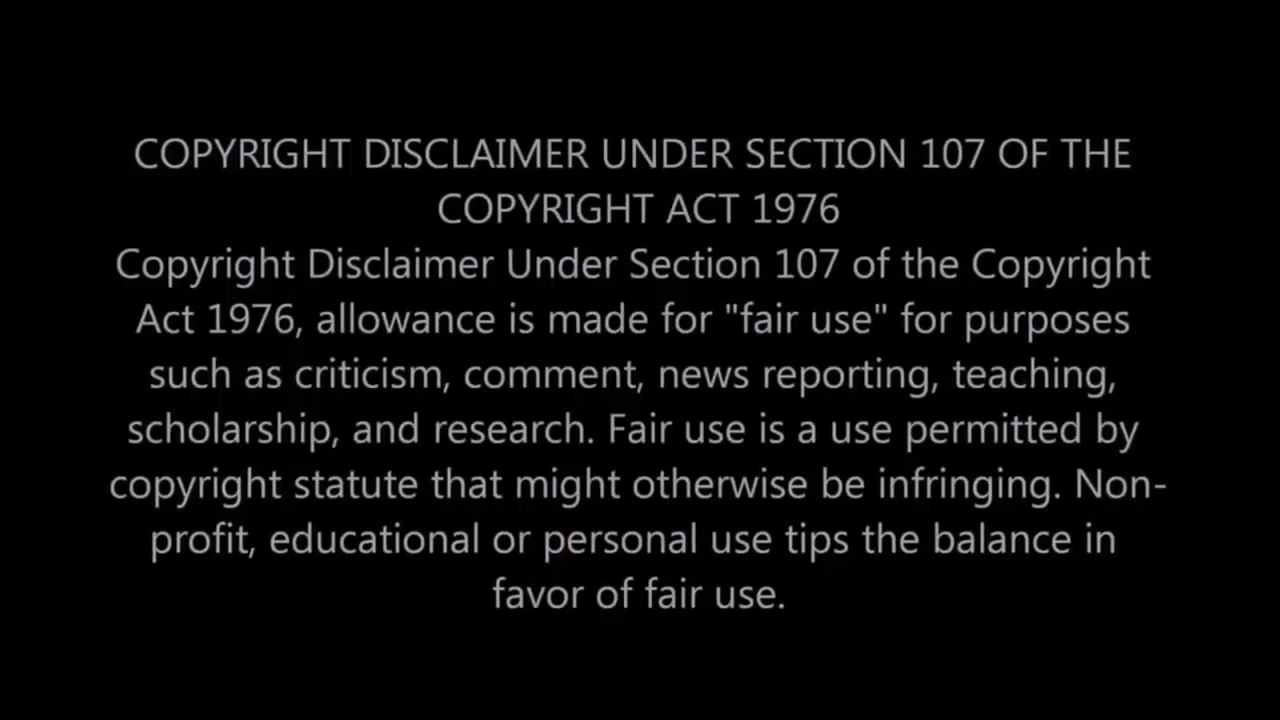 COPYRIGHT DISCLAIMER UNDER SECTION 107 OF THE
COPYRIGHT ACT 1976
Copyright Disclaimer Under Section 107 of the Copyright
Act 1976, allowance is made for "fair use" for purposes
such as criticism, comment, news reporting, teaching,
scholarship, and research. Fair use is a use permitted by
copyright statute that might otherwise be infringing. Non-
profit, educational or personal use tips the balance in
favor of fair use.